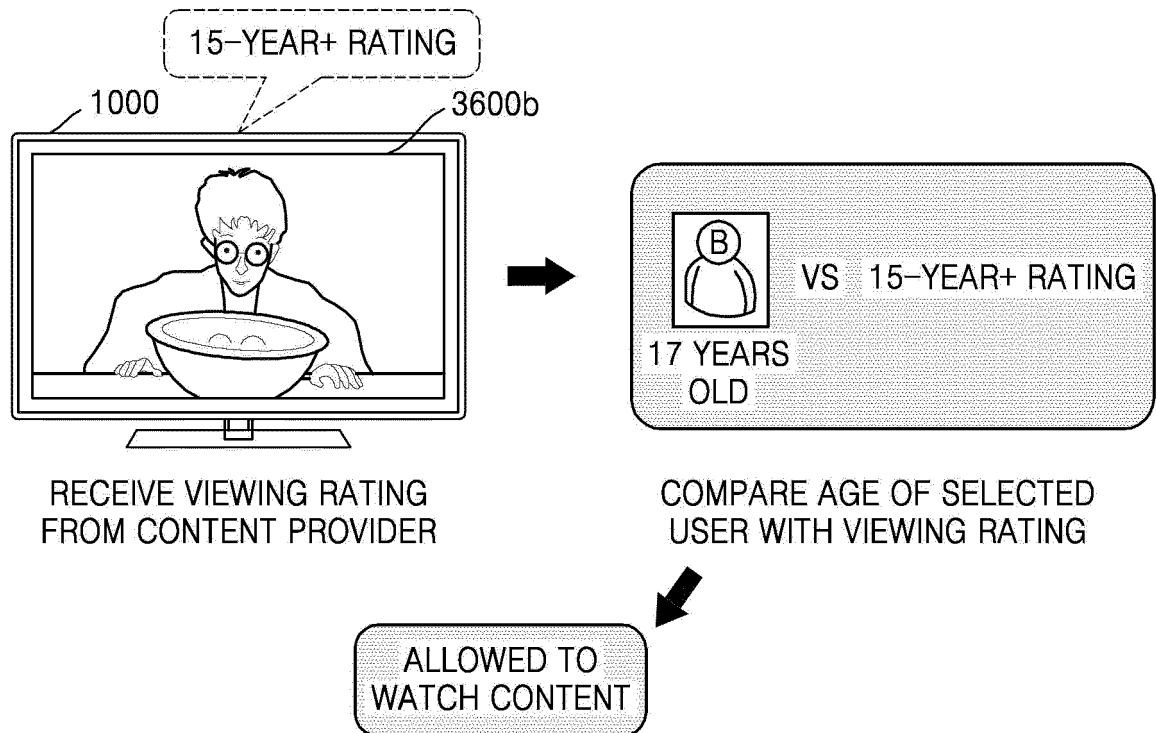 15-YEAR+ RATING
1000
3600b
B
VS 15-YEAR+ RATING
17 YEARS
OLD
RECEIVE VIEWING RATING
FROM CONTENT PROVIDER
COMPARE AGE OF SELECTED
USER WITH VIEWING RATING
ALLOWED TO
WATCH CONTENT